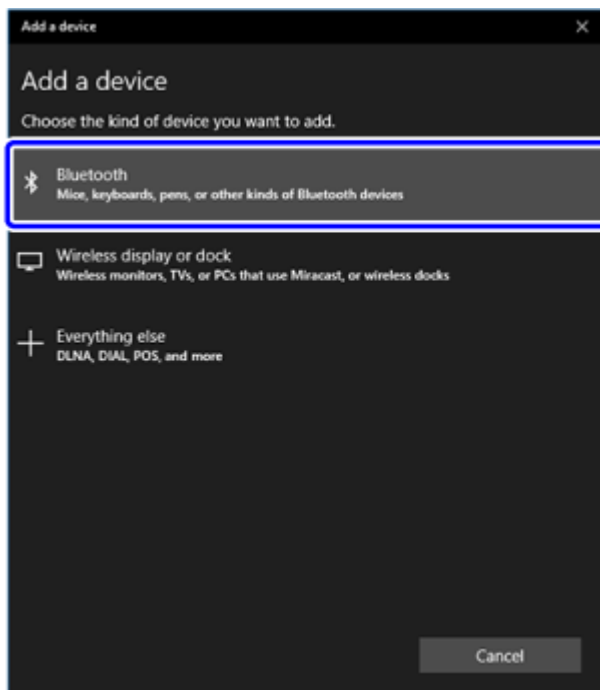 Add a device
Add a device
Choose the kind of device you want to add.
Bluetooth
Mice, keyboards, pens, or other kinds of Bluetooth devices
Wireless display or dock
Wireless monitors, TVs, or PCs that use Miracast, or wireless docks
Everything else
DLNA, DIAL, POS, and more
Cancel